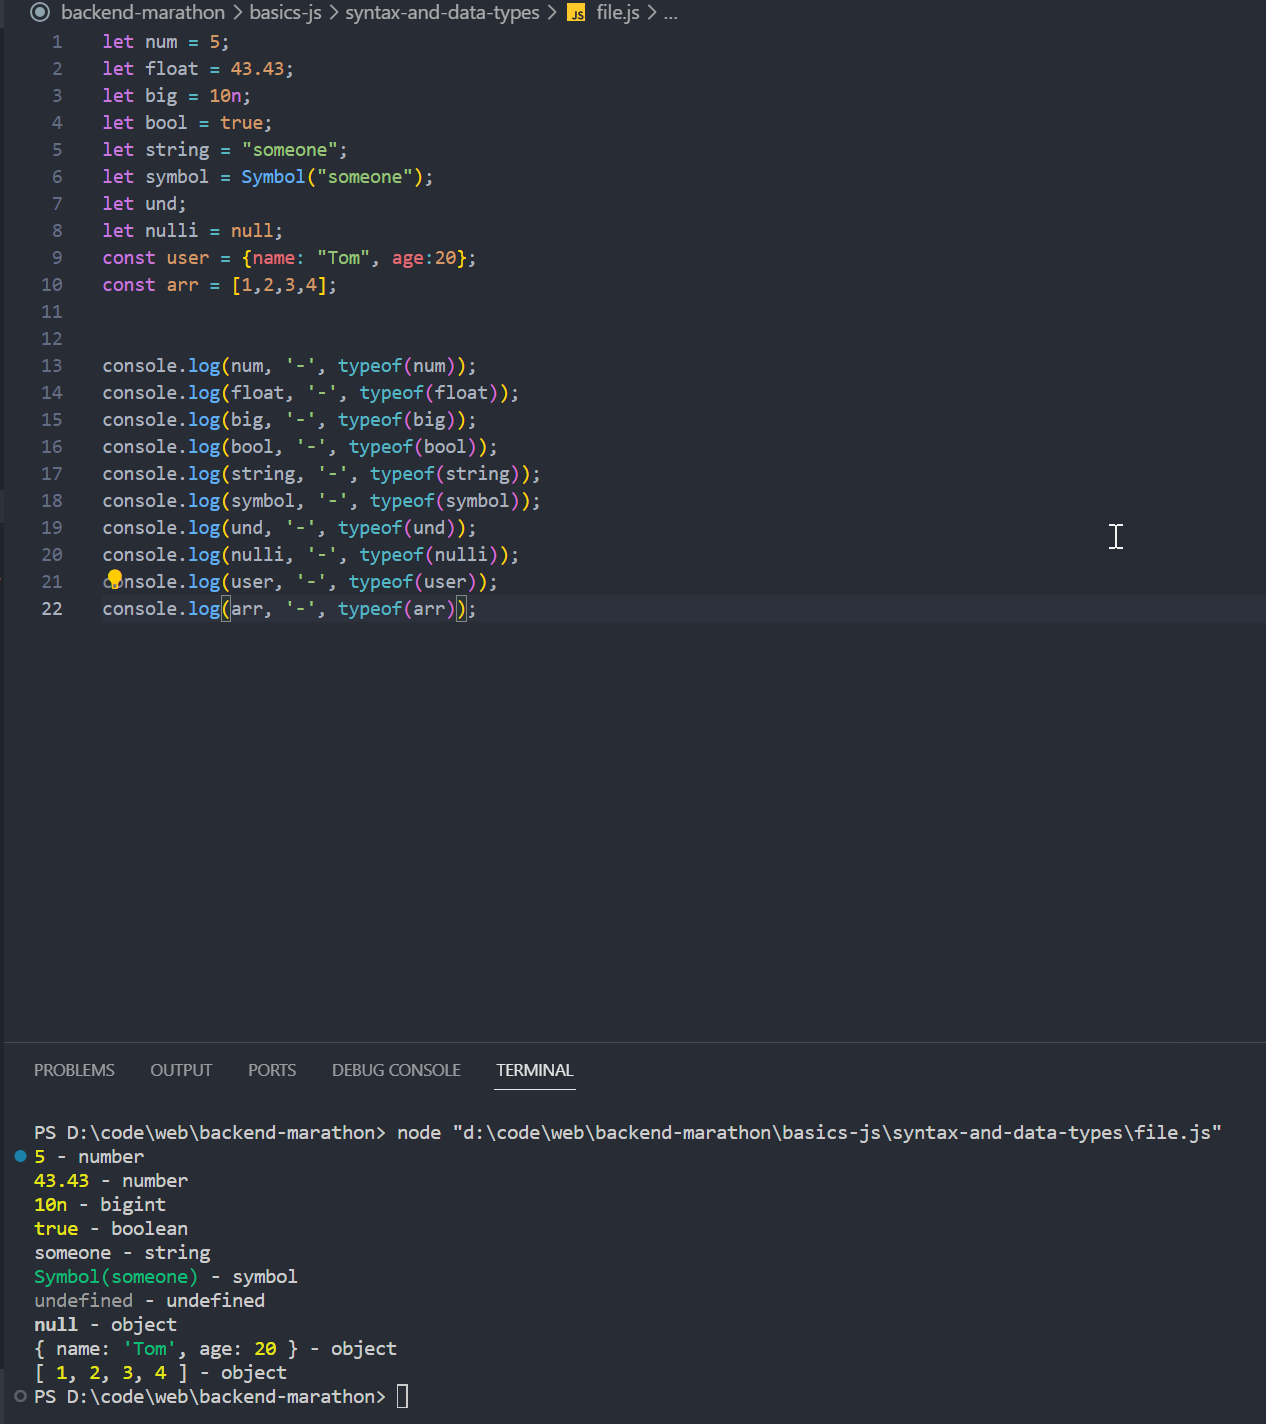 backend-marathon > basics-js > syntax-and-data-types > JS file.js > ...
1 let num = 5;
2 let float = 43.43;
3 let big = 10n;
4 let bool = true;
5 let string = "someone";
6 let symbol = Symbol("someone");
7 let und;
8 let nulli = null;
9 const user = {name: "Tom", age:20};
10 const arr = [1,2,3,4];
11
12
13 console.log(num, '-', typeof(num));
14 console.log(float, '-', typeof(float));
15 console.log(big, '-', typeof(big));
16 console.log(bool, '-', typeof(bool));
17 console.log(string, '-', typeof(string));
18 console.log(symbol, '-', typeof(symbol));
19 console.log(und, '-', typeof(und));
20 console.log(nulli, '-', typeof(nulli));
21 console.log(user, '-', typeof(user));
22 console.log(arr, '-', typeof(arr));
PROBLEMS OUTPUT PORTS DEBUG CONSOLE TERMINAL
PS D:\code\web\backend-marathon> node "d:\code\web\backend-marathon\basics-js\syntax-and-data-types\file.js"
5 - number
43.43 - number
10n - bigint
true - boolean
someone - string
Symbol(someone) - symbol
undefined - undefined
null - object
{ name: 'Tom', age: 20 } - object
[ 1, 2, 3, 4 ] - object
PS D:\code\web\backend-marathon>